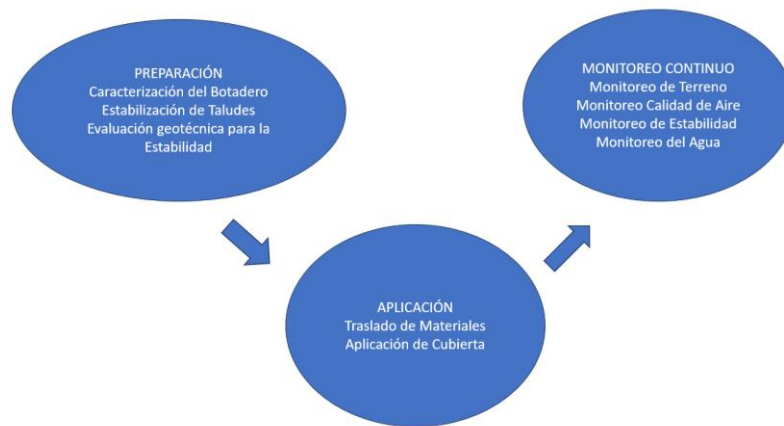 PREPARACIÓN
Caracterización del Botadero
Estabilización de Taludes
Evaluación geotécnica para la
Estabilidad
APLICACIÓN
Traslado de Materiales
Aplicación de Cubierta
MONITOREO CONTINUO
Monitoreo de Terreno
Monitoreo Calidad de Aire
Monitoreo de Estabilidad
Monitoreo del Agua